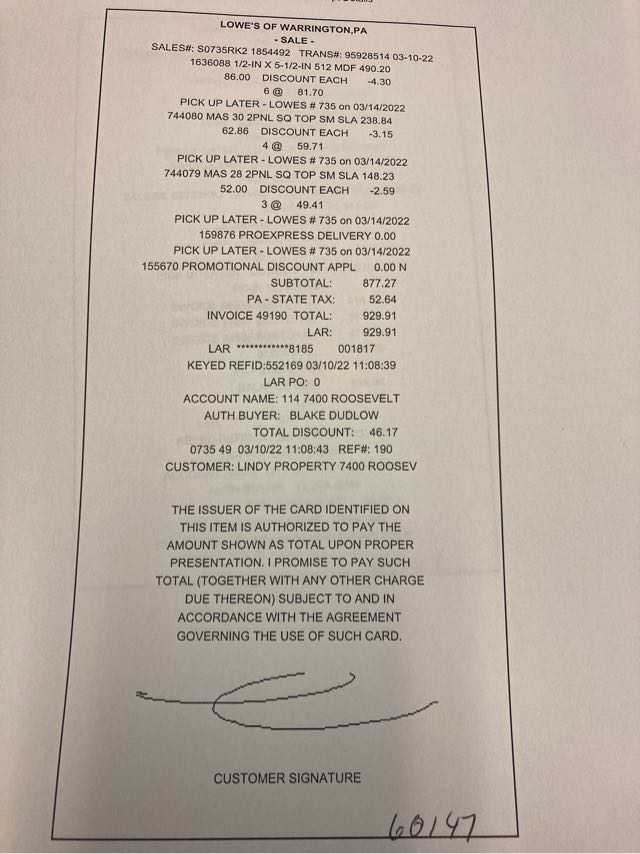 LOWE'S OF WARRINGTON,PA
- SALE -
SALES#: S0735RK2 1854492 TRANS#: 95928514 03-10-22
1636088 1/2-IN X 5-1/2-IN 512 MDF 490.20
86.00 DISCOUNT EACH -4.30
6 @ 81.70
PICK UP LATER - LOWES # 735 on 03/14/2022
744080 MAS 30 2PNL SQ TOP SM SLA 238.84
62.86 DISCOUNT EACH -3.15
4 @ 59.71
PICK UP LATER - LOWES # 735 on 03/14/2022
744079 MAS 28 2PNL SQ TOP SM SLA 148.23
52.00 DISCOUNT EACH -2.59
3 @ 49.41
PICK UP LATER - LOWES # 735 on 03/14/2022
159876 PROEXPRESS DELIVERY 0.00
PICK UP LATER - LOWES # 735 on 03/14/2022
155670 PROMOTIONAL DISCOUNT APPL 0.00 N
SUBTOTAL: 877.27
PA - STATE TAX: 52.64
INVOICE 49190 TOTAL: 929.91
LAR: 929.91
LAR ************8185 001817
KEYED REFID:552169 03/10/22 11:08:39
LAR PO: 0
ACCOUNT NAME: 114 7400 ROOSEVELT
AUTH BUYER: BLAKE DUDLOW
TOTAL DISCOUNT: 46.17
0735 49 03/10/22 11:08:43 REF#: 190
CUSTOMER: LINDY PROPERTY 7400 ROOSEV
THE ISSUER OF THE CARD IDENTIFIED ON
THIS ITEM IS AUTHORIZED TO PAY THE
AMOUNT SHOWN AS TOTAL UPON PROPER
PRESENTATION. I PROMISE TO PAY SUCH
TOTAL (TOGETHER WITH ANY OTHER CHARGE
DUE THEREON) SUBJECT TO AND IN
ACCORDANCE WITH THE AGREEMENT
GOVERNING THE USE OF SUCH CARD.
CUSTOMER SIGNATURE
60147